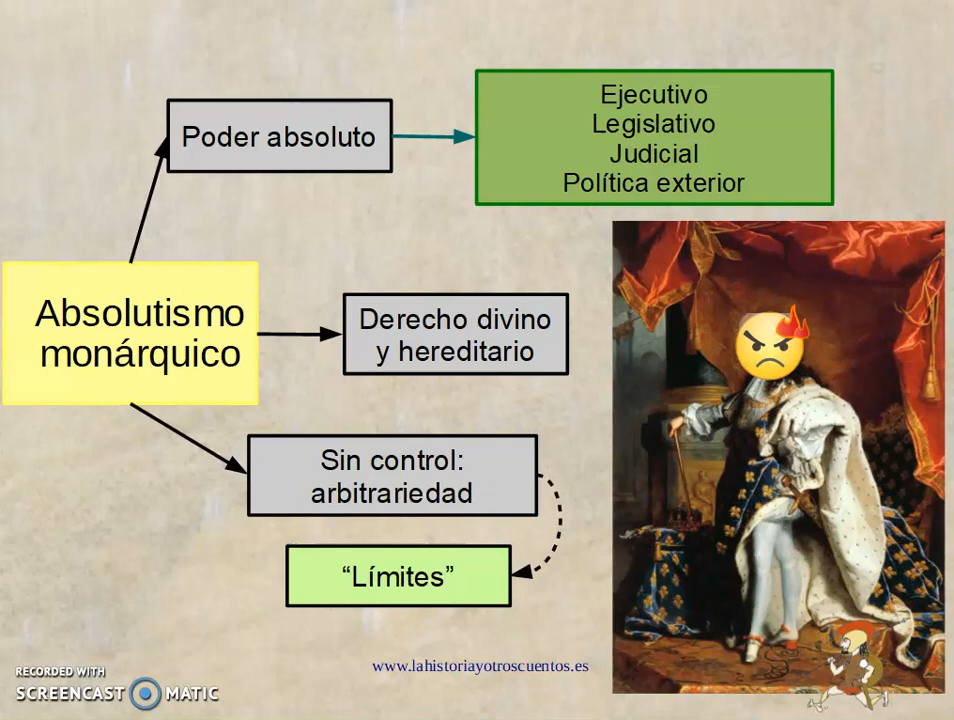 Poder absoluto
Ejecutivo
Legislativo
Judicial
Política exterior
Absolutismo
monárquico
Derecho divino
y hereditario
Sin control:
arbitrariedad
“Límites”
www.lahistoriayotroscuentos.es
RECORDED WITH
SCREENCAST MATIC